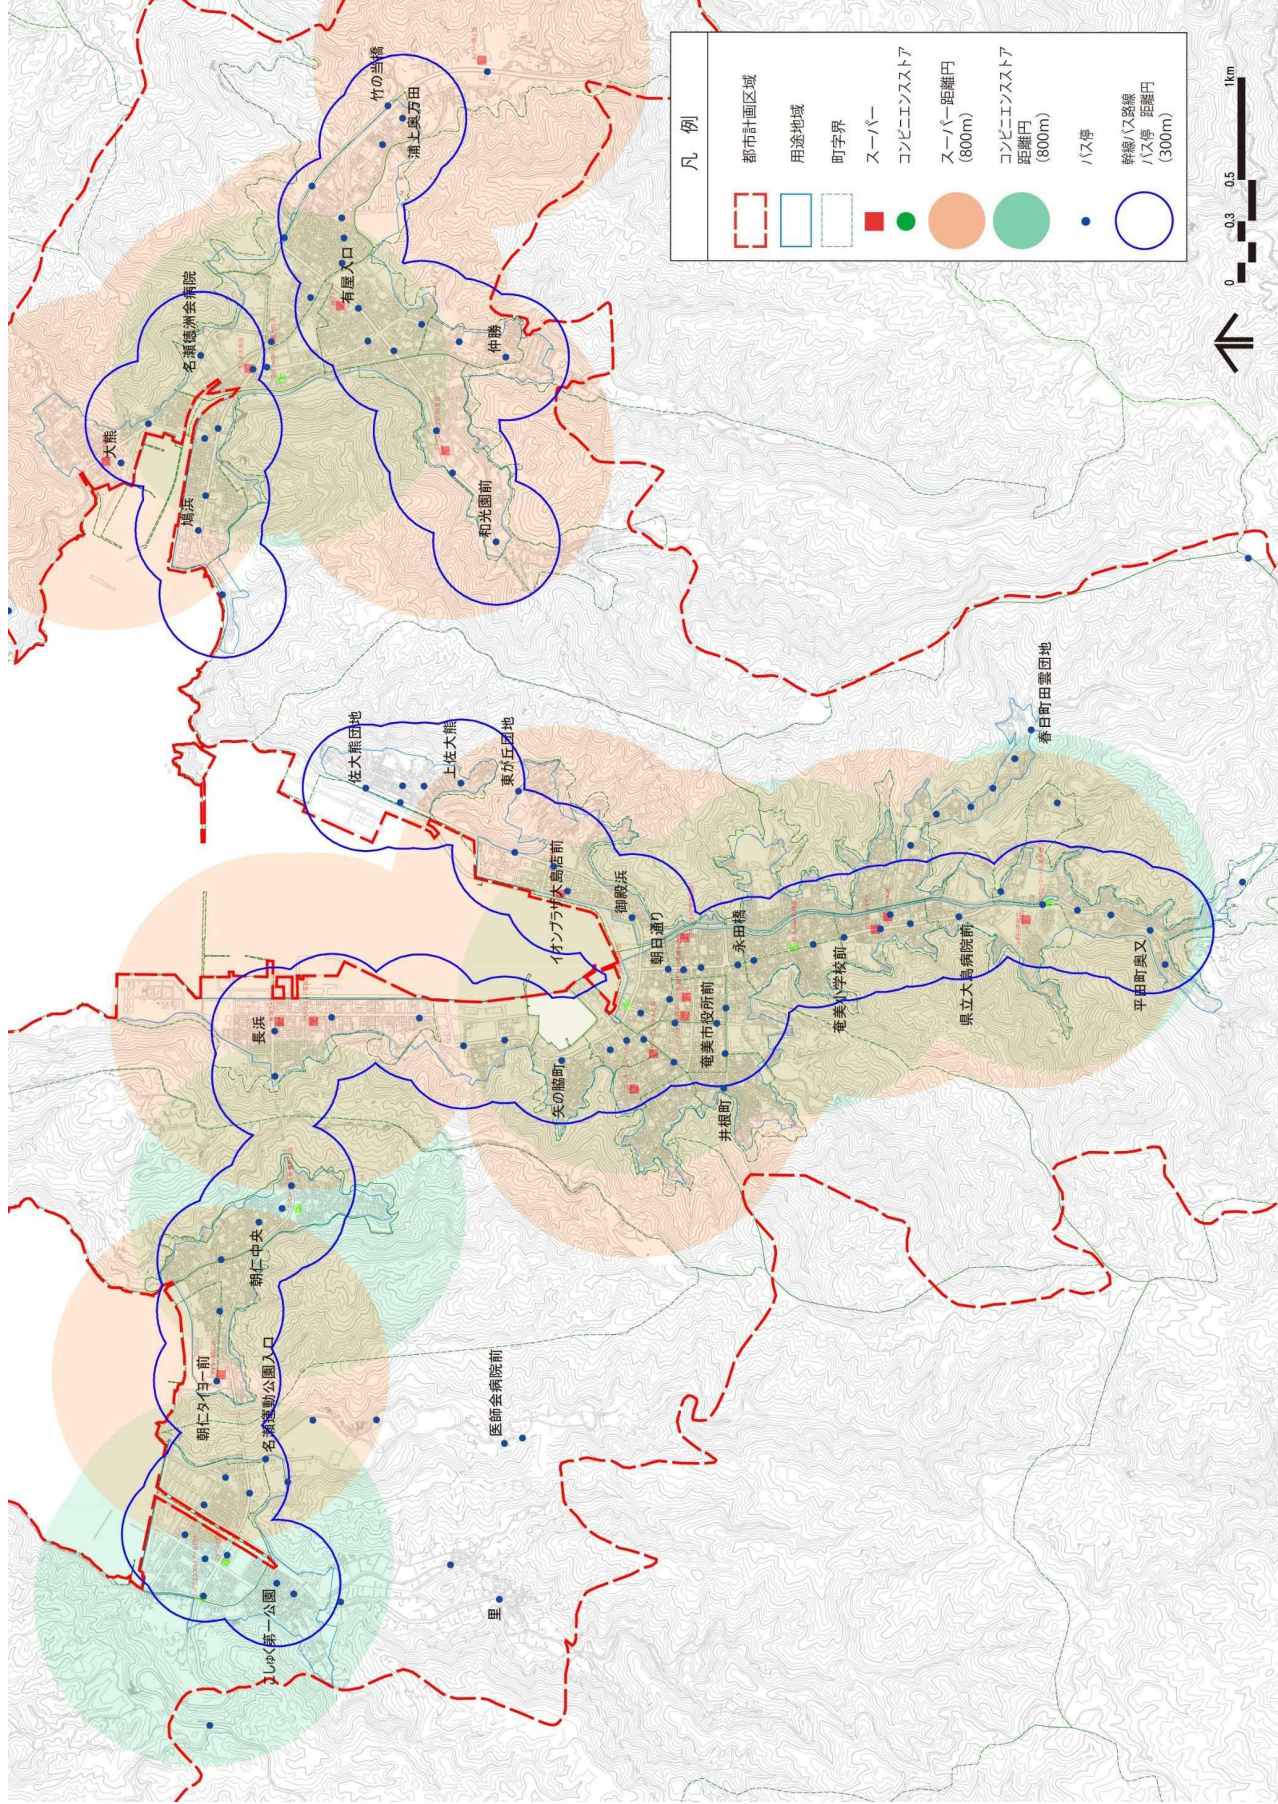 凡　例
都市計画区域
用途地域
町字界
スーパー
コンビニエンスストア
スーパー距離円
(800m)
コンビニエンスストア
距離円
(800m)
バス停
幹線バス路線
バス停　距離円
(300m)
0
0.3
0.5
1km
竹の当橋
浦上奥万田
名瀬徳洲会病院
有屋入口
大熊
仲勝
鳩浜
和光園前
佐大熊団地
上佐大熊
東が丘団地
春日町田雲団地
イオンプラザ大島店前
御殿浜
朝日通り
永田橋
奄美小学校前
県立大島病院前
平田町奥又
長浜
矢の脇町
奄美市役所前
井根町
朝仁中央
朝仁タイヨー前
名瀬運動公園入口
医師会病院前
里
しゅく第一公園